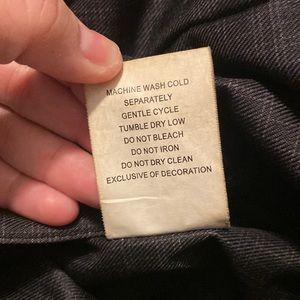 MACHINE WASH COLD
SEPARATELY
GENTLE CYCLE
TUMBLE DRY LOW
DO NOT BLEACH
DO NOT IRON
DO NOT DRY CLEAN
EXCLUSIVE OF DECORATION